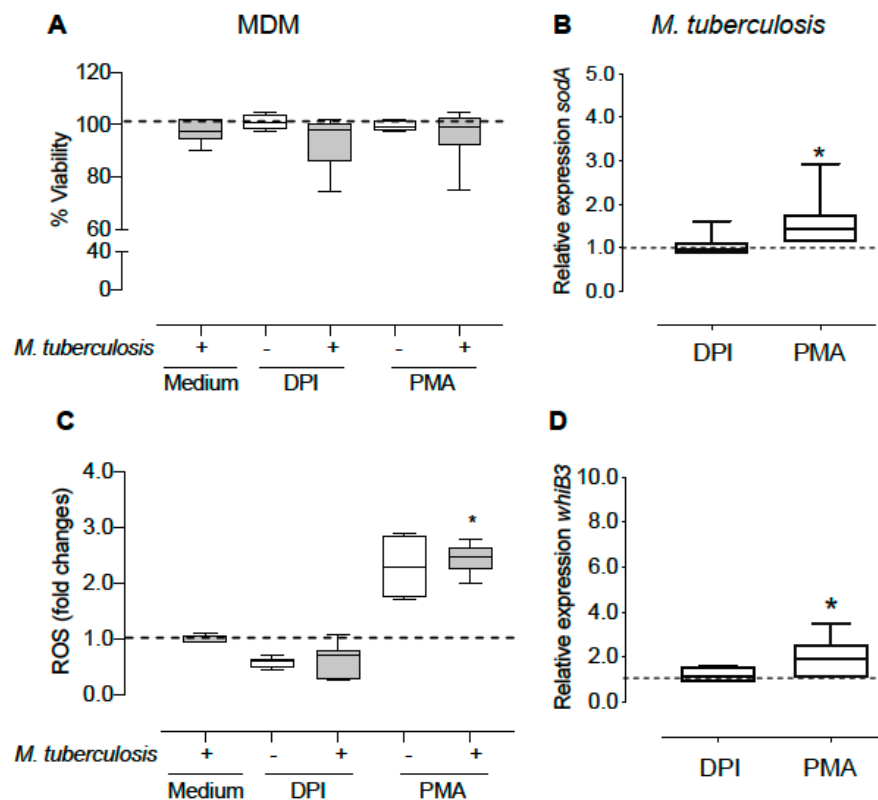 A MDM
% Viability
120
100
80
60
40
0
M. tuberculosis + - + - +
Medium DPI PMA
B M. tuberculosis
Relative expression sodA
5.0
4.0
3.0
2.0
1.0
0.0
*
DPI PMA
C
ROS (fold changes)
4.0
3.0
2.0
1.0
0.0
*
M. tuberculosis + - + - +
Medium DPI PMA
D
Relative expression whiB3
10.0
8.0
6.0
4.0
2.0
0.0
*
DPI PMA